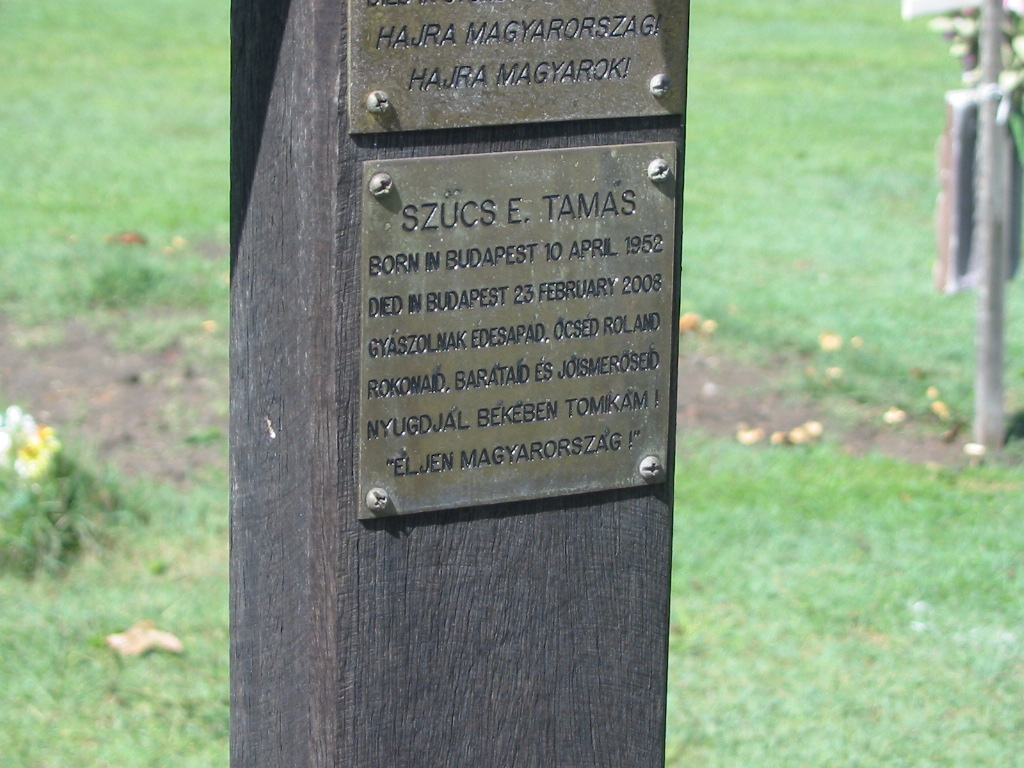 HAJRA MAGYARORSZÁG!
HAJRA MAGYAROK!
SZŰCS E. TAMÁS
BORN IN BUDAPEST 10 APRIL 1952
DIED IN BUDAPEST 23 FEBRUARY 2008
GYÁSZOLNAK ÉDESAPÁD, ÖCSÉD ROLAND
ROKONAID, BARÁTAID ÉS JÓISMERŐSEID
NYUGDJÁL BÉKÉBEN TOMIKÁM !
"ÉLJEN MAGYARORSZÁG !"